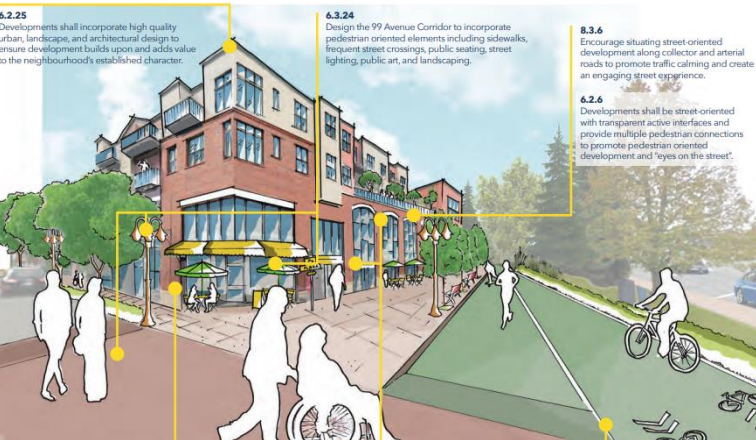 6.2.25
Developments shall incorporate high quality
urban, landscape, and architectural design to
ensure development builds upon and adds value
to the neighbourhood's established character.
6.3.24
Design the 99 Avenue Corridor to incorporate
pedestrian oriented elements including sidewalks,
frequent street crossings, public seating, street
lighting, public art, and landscaping.
8.3.6
Encourage situating street-oriented
development along collector and arterial
roads to promote traffic calming and create
an engaging street experience.
6.2.6
Developments shall be street-oriented
with transparent active interfaces and
provide multiple pedestrian connections
to promote pedestrian oriented
development and "eyes on the street".